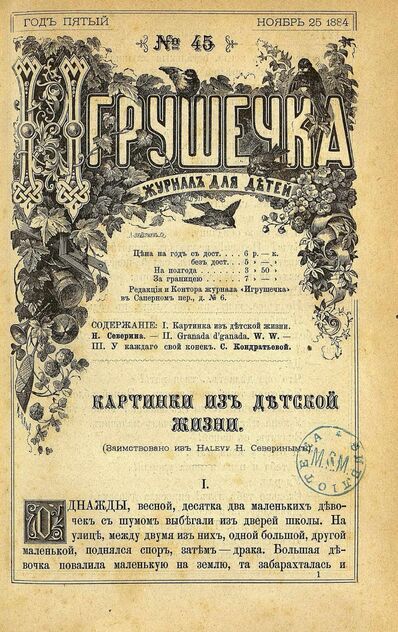 ГОДЪ ПЯТЫЙ
НОЯБРЬ 25 1884
№ 45
ИГРУШЕЧКА
ЖУРНАЛЪ ДЛЯ ДѢТЕЙ
Цѣна на годъ съ дост. . . . 6 р. — к.
безъ дост. . . 5 » — »
На полгода . . . . . . . 3 » 50 »
За границею . . . . . . . 7 » — »
Редакція и Контора журнала «Игрушечка»
въ Саперномъ пер., д. № 6.
СОДЕРЖАНІЕ: I. Картинка изъ дѣтской жизни.
Н. Северина. — II. Granada d'ganada. W. W. —
III. У каждаго свой конекъ. С. Кондратьевой.
КАРТИНКИ ИЗЪ ДѢТСКОЙ
ЖИЗНИ.
(Заимствовано изъ HALEVY Н. Северинымъ)
БИБЛІОТЕКА
М.S.М.
I.
ОДНАЖДЫ, весной, десятка два маленькихъ дѣво-
чекъ съ шумомъ выбѣгали изъ дверей школы. На
улицѣ, между двумя изъ нихъ, одной большой, другой
маленькой, поднялся споръ, затѣмъ — драка. Большая дѣ-
вочка повалила маленькую на землю, та забарахталась и
1